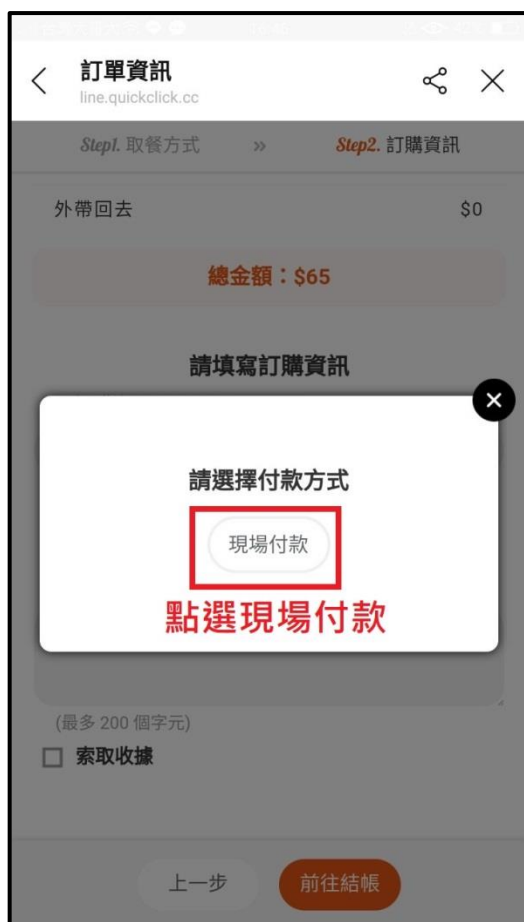 訂單資訊
line.quickclick.cc
Step1. 取餐方式 » Step2. 訂購資訊
外帶回去 $0
總金額：$65
請填寫訂購資訊
請選擇付款方式
現場付款
點選現場付款
(最多 200 個字元)
索取收據
上一步 前往結帳